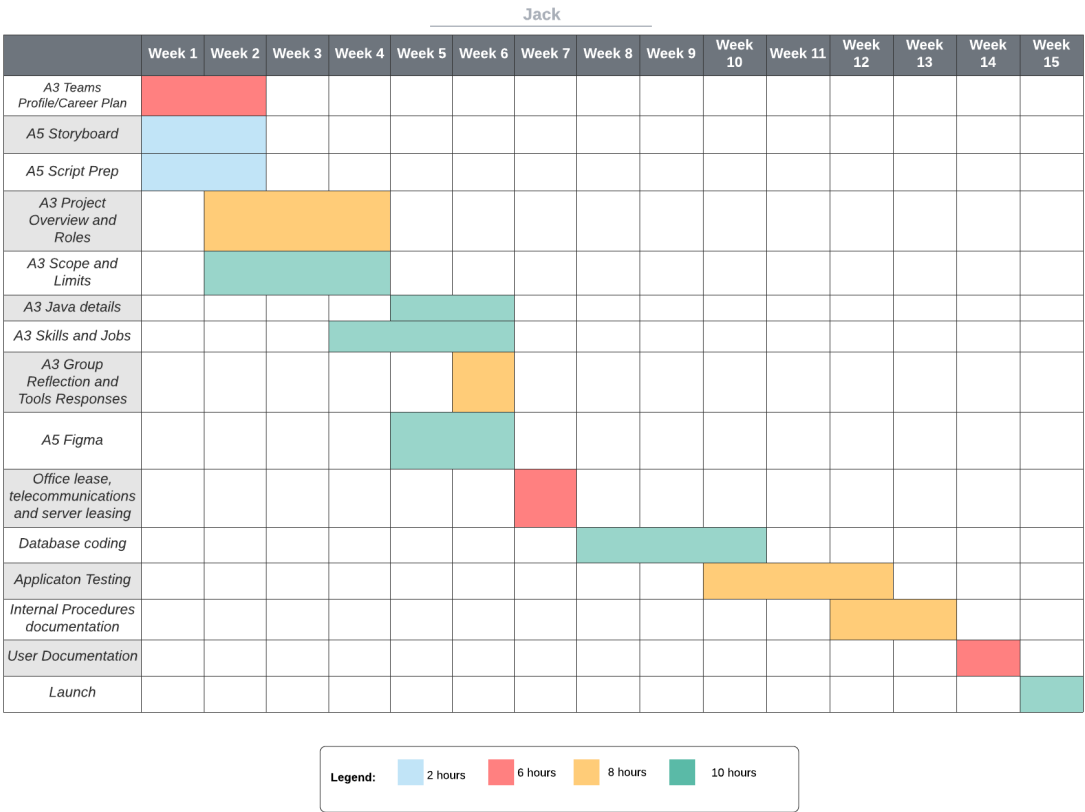 Jack
Week 1 Week 2 Week 3 Week 4 Week 5 Week 6 Week 7 Week 8 Week 9 Week 10 Week 11 Week 12 Week 13 Week 14 Week 15
A3 Teams
Profile/Career Plan
A5 Storyboard
A5 Script Prep
A3 Project
Overview and
Roles
A3 Scope and
Limits
A3 Java details
A3 Skills and Jobs
A3 Group
Reflection and
Tools Responses
A5 Figma
Office lease,
telecommunications
and server leasing
Database coding
Applicaton Testing
Internal Procedures
documentation
User Documentation
Launch
Legend: 2 hours 6 hours 8 hours 10 hours